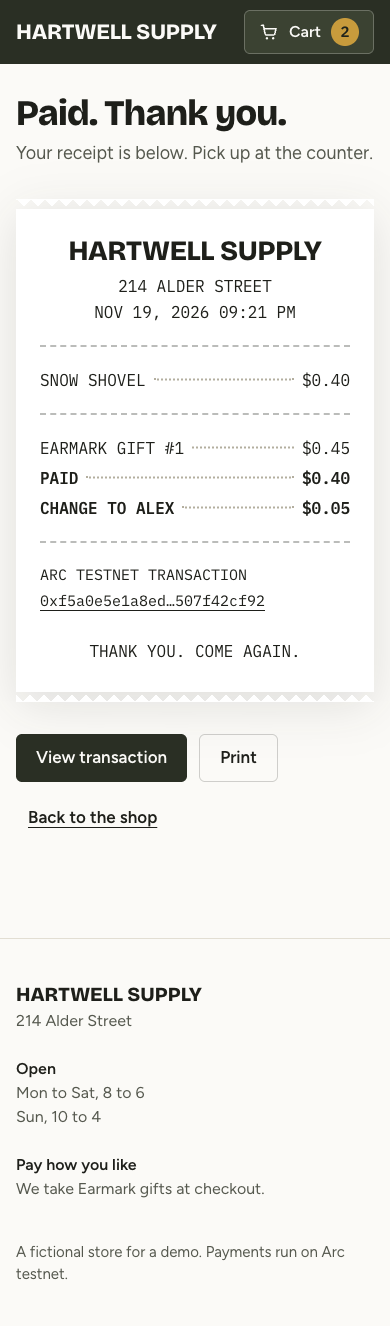 HARTWELL SUPPLY
Cart 2
Paid. Thank you.
Your receipt is below. Pick up at the counter.
HARTWELL SUPPLY
214 ALDER STREET
NOV 19, 2026 09:21 PM
SNOW SHOVEL $0.40
EARMARK GIFT #1 $0.45
PAID $0.40
CHANGE TO ALEX $0.05
ARC TESTNET TRANSACTION
0xf5a0e5e1a8ed…507f42cf92
THANK YOU. COME AGAIN.
View transaction Print
Back to the shop
HARTWELL SUPPLY
214 Alder Street
Open
Mon to Sat, 8 to 6
Sun, 10 to 4
Pay how you like
We take Earmark gifts at checkout.
A fictional store for a demo. Payments run on Arc
testnet.